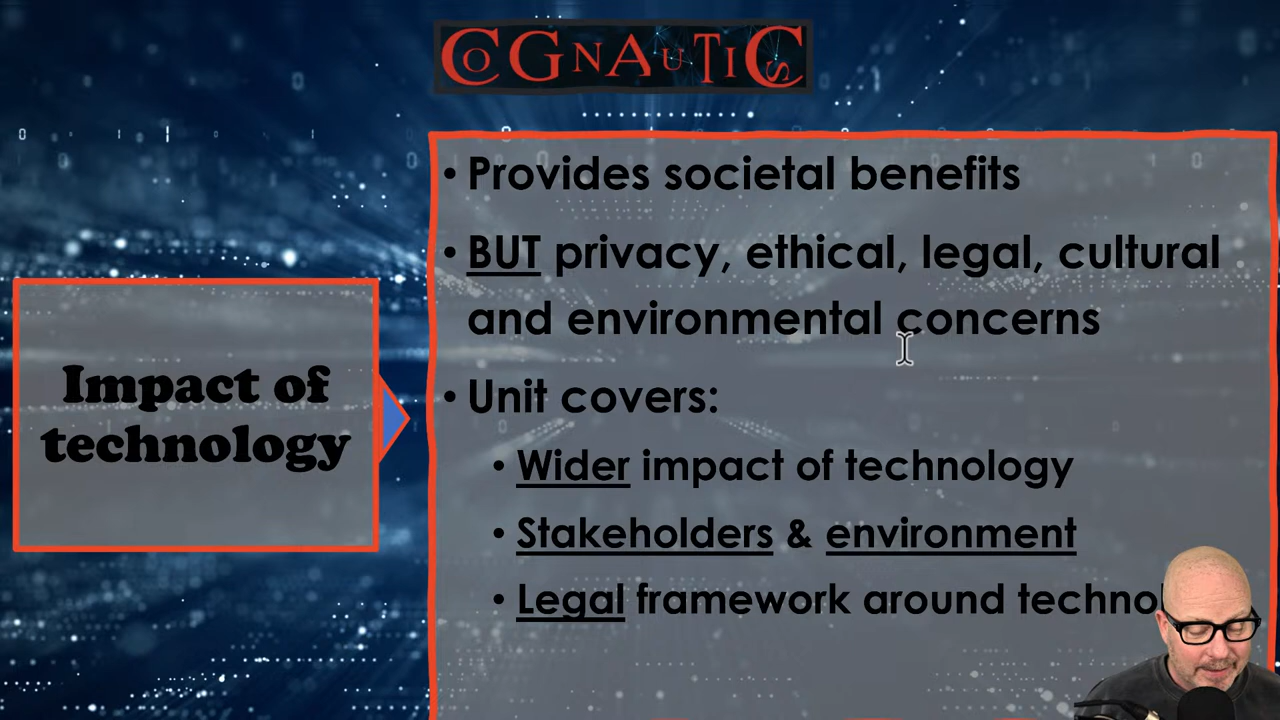 COGNAUTICS
• Provides societal benefits
• BUT privacy, ethical, legal, cultural
and environmental concerns
• Unit covers:
• Wider impact of technology
• Stakeholders & environment
• Legal framework around technol
Impact of
technology